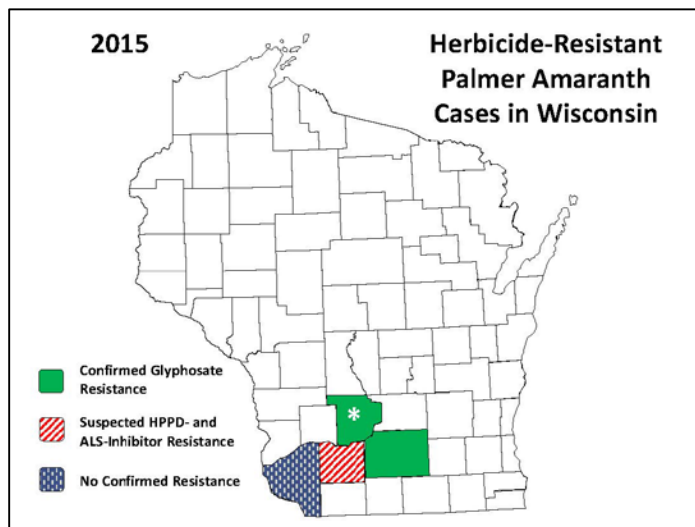 2015
Herbicide-Resistant
Palmer Amaranth
Cases in Wisconsin
*
Confirmed Glyphosate
Resistance
Suspected HPPD- and
ALS-Inhibitor Resistance
No Confirmed Resistance